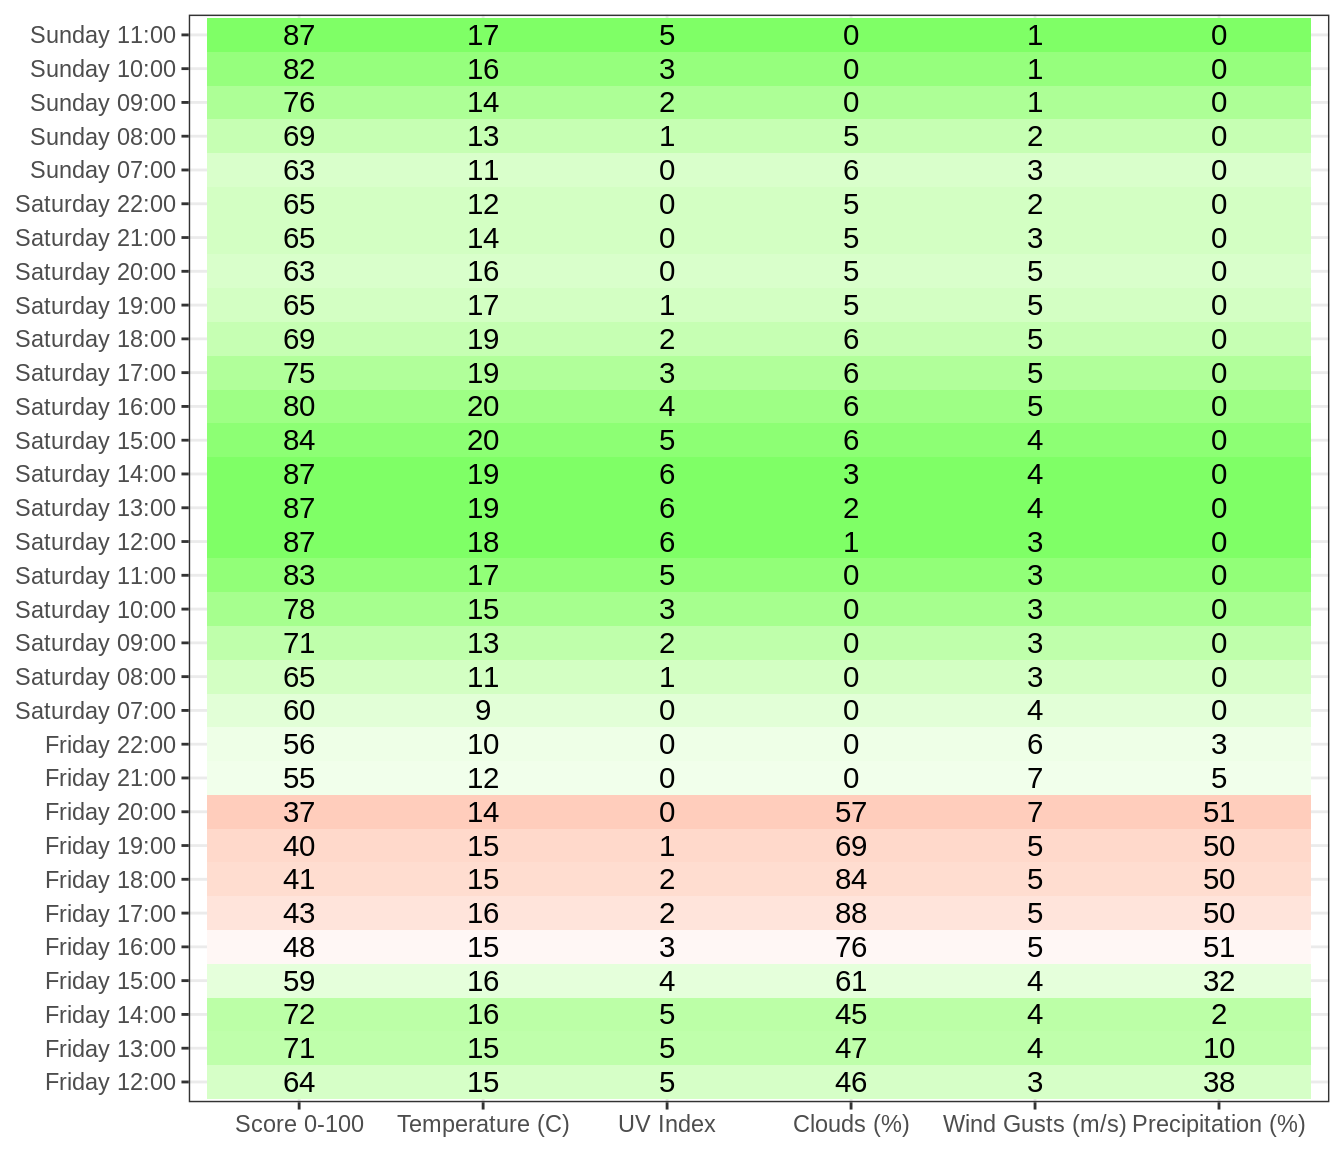 Sunday 11:00 87 17 5 0 1 0
Sunday 10:00 82 16 3 0 1 0
Sunday 09:00 76 14 2 0 1 0
Sunday 08:00 69 13 1 5 2 0
Sunday 07:00 63 11 0 6 3 0
Saturday 22:00 65 12 0 5 2 0
Saturday 21:00 65 14 0 5 3 0
Saturday 20:00 63 16 0 5 5 0
Saturday 19:00 65 17 1 5 5 0
Saturday 18:00 69 19 2 6 5 0
Saturday 17:00 75 19 3 6 5 0
Saturday 16:00 80 20 4 6 5 0
Saturday 15:00 84 20 5 6 4 0
Saturday 14:00 87 19 6 3 4 0
Saturday 13:00 87 19 6 2 4 0
Saturday 12:00 87 18 6 1 3 0
Saturday 11:00 83 17 5 0 3 0
Saturday 10:00 78 15 3 0 3 0
Saturday 09:00 71 13 2 0 3 0
Saturday 08:00 65 11 1 0 3 0
Saturday 07:00 60 9 0 0 4 0
Friday 22:00 56 10 0 0 6 3
Friday 21:00 55 12 0 0 7 5
Friday 20:00 37 14 0 57 7 51
Friday 19:00 40 15 1 69 5 50
Friday 18:00 41 15 2 84 5 50
Friday 17:00 43 16 2 88 5 50
Friday 16:00 48 15 3 76 5 51
Friday 15:00 59 16 4 61 4 32
Friday 14:00 72 16 5 45 4 2
Friday 13:00 71 15 5 47 4 10
Friday 12:00 64 15 5 46 3 38
Score 0-100 Temperature (C) UV Index Clouds (%) Wind Gusts (m/s) Precipitation (%)